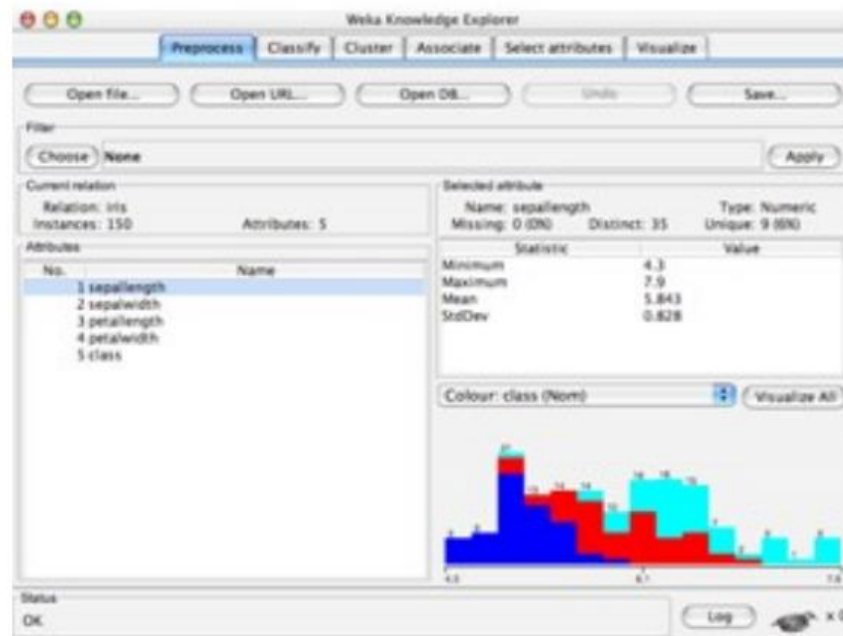 Weka Knowledge Explorer
Preprocess Classify Cluster Associate Select attributes Visualize
Open file... Open URL... Open DB... Undo Save...
Filter
Choose None Apply
Current relation
Relation: iris
Instances: 150 Attributes: 5
Attributes
No. Name
1 sepallength
2 sepalwidth
3 petallength
4 petalwidth
5 class
Selected attribute
Name: sepallength Type: Numeric
Missing: 0 (0%) Distinct: 35 Unique: 9 (6%)
Statistic Value
Minimum 4.3
Maximum 7.9
Mean 5.843
StdDev 0.828
Colour: class (Nom) Visualize All
4.3 6.1
Status
OK Log x 0